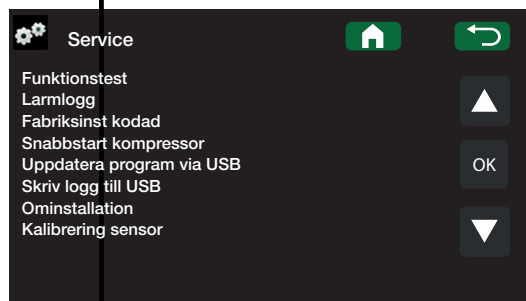 Service
Funktionstest
Larmlogg
Fabriksinst kodad
Snabbstart kompressor
Uppdatera program via USB
OK
Skriv logg till USB
Ominstallation
Kalibrering sensor